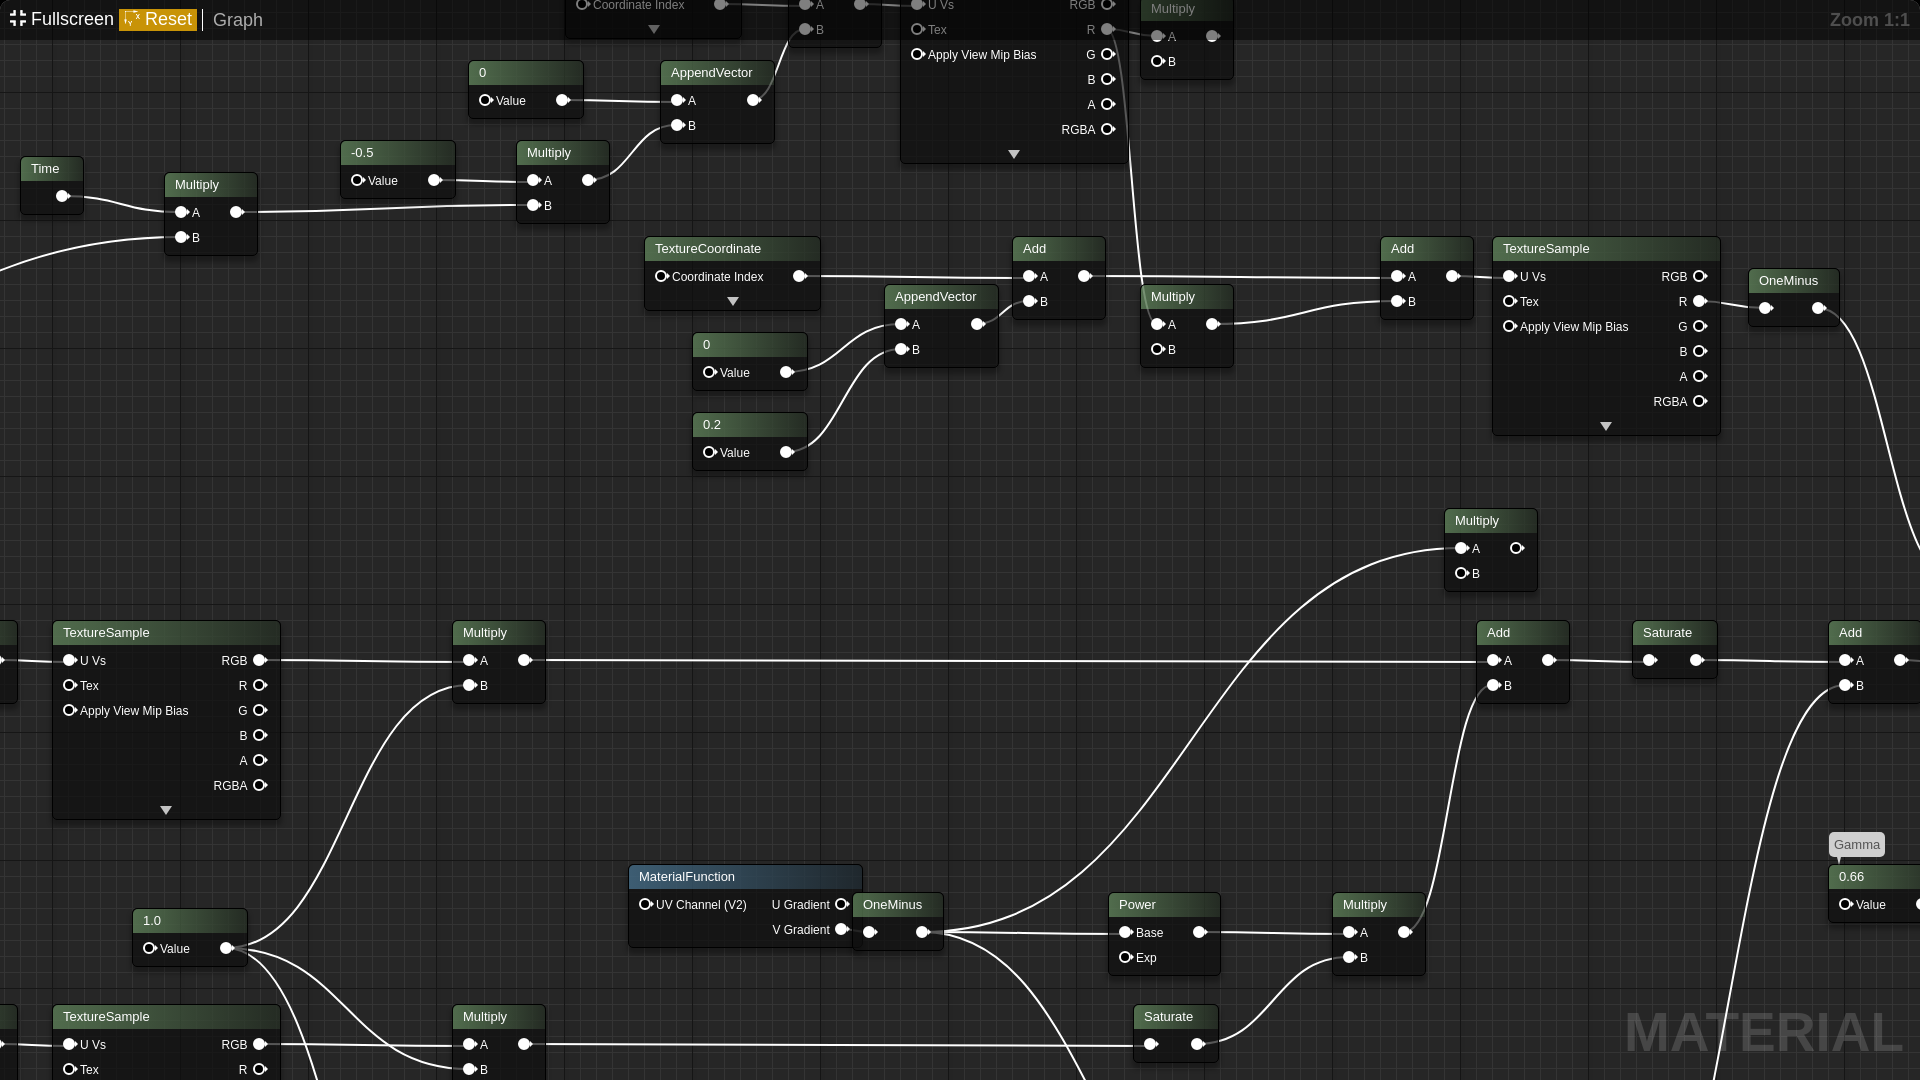 Fullscreen Reset Graph
Zoom 1:1
Coordinate Index
A
B
U Vs
Tex
Apply View Mip Bias
RGB
R
G
B
A
RGBA
Multiply
A
B
0
Value
AppendVector
A
B
Time
Multiply
A
B
-0.5
Value
Multiply
A
B
TextureCoordinate
Coordinate Index
0
Value
0.2
Value
AppendVector
A
B
Add
A
B
Multiply
A
B
Add
A
B
TextureSample
U Vs
Tex
Apply View Mip Bias
RGB
R
G
B
A
RGBA
OneMinus
Multiply
A
B
TextureSample
U Vs
Tex
Apply View Mip Bias
RGB
R
G
B
A
RGBA
Multiply
A
B
Add
A
B
Saturate
Add
A
B
1.0
Value
MaterialFunction
UV Channel (V2)
U Gradient
V Gradient
OneMinus
Power
Base
Exp
Multiply
A
B
Gamma
0.66
Value
TextureSample
U Vs
Tex
RGB
R
Multiply
A
B
Saturate
MATERIAL